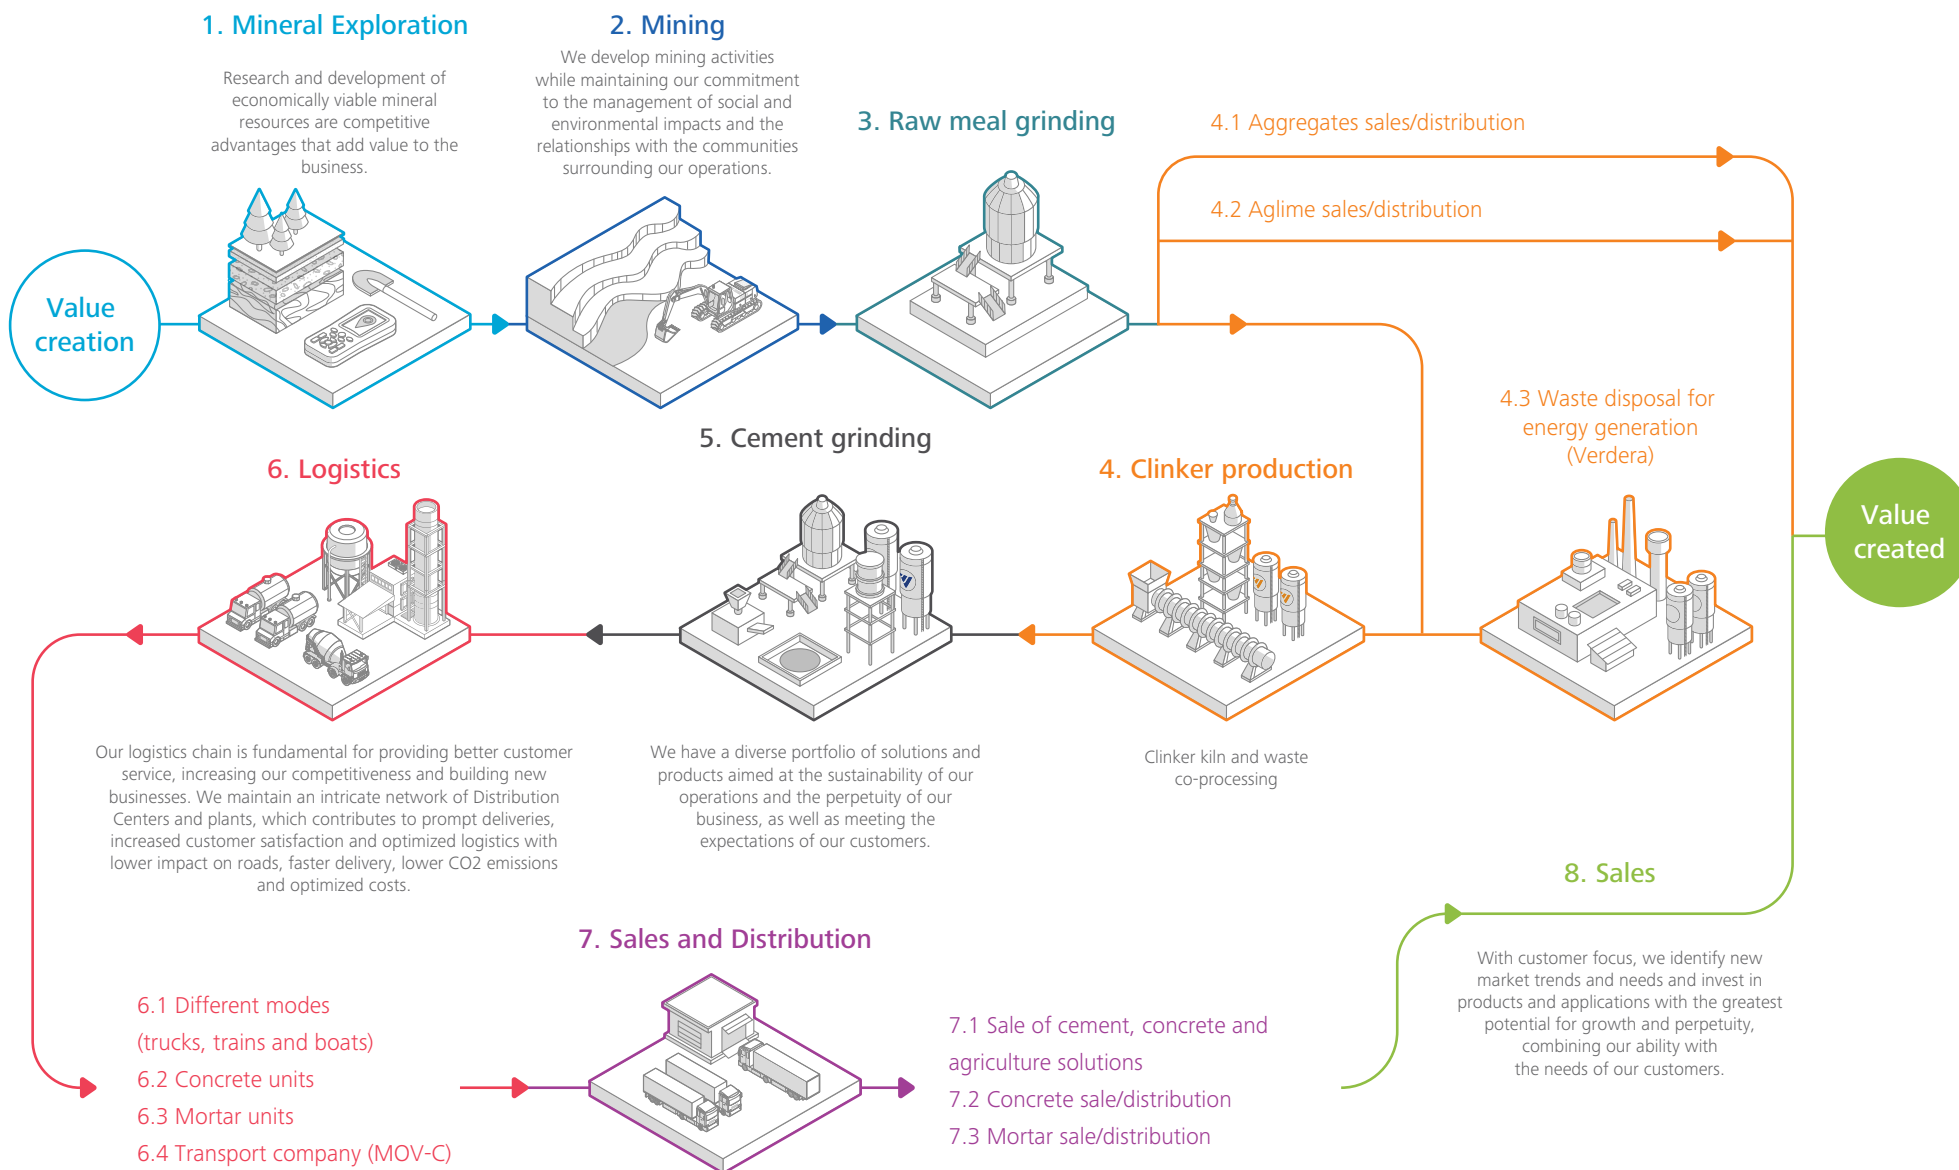 1. Mineral Exploration
Research and development of
economically viable mineral
resources are competitive
advantages that add value to the
business.
2. Mining
We develop mining activities
while maintaining our commitment
to the management of social and
environmental impacts and the
relationships with the communities
surrounding our operations.
3. Raw meal grinding
4.1 Aggregates sales/distribution
4.2 Aglime sales/distribution
Value
creation
4.3 Waste disposal for
energy generation
(Verdera)
4. Clinker production
Clinker kiln and waste
co-processing
5. Cement grinding
We have a diverse portfolio of solutions and
products aimed at the sustainability of our
operations and the perpetuity of our
business, as well as meeting the
expectations of our customers.
6. Logistics
Our logistics chain is fundamental for providing better customer
service, increasing our competitiveness and building new
businesses. We maintain an intricate network of Distribution
Centers and plants, which contributes to prompt deliveries,
increased customer satisfaction and optimized logistics with
lower impact on roads, faster delivery, lower CO2 emissions
and optimized costs.
6.1 Different modes
(trucks, trains and boats)
6.2 Concrete units
6.3 Mortar units
6.4 Transport company (MOV-C)
7. Sales and Distribution
7.1 Sale of cement, concrete and
agriculture solutions
7.2 Concrete sale/distribution
7.3 Mortar sale/distribution
8. Sales
With customer focus, we identify new
market trends and needs and invest in
products and applications with the greatest
potential for growth and perpetuity,
combining our ability with
the needs of our customers.
Value
created